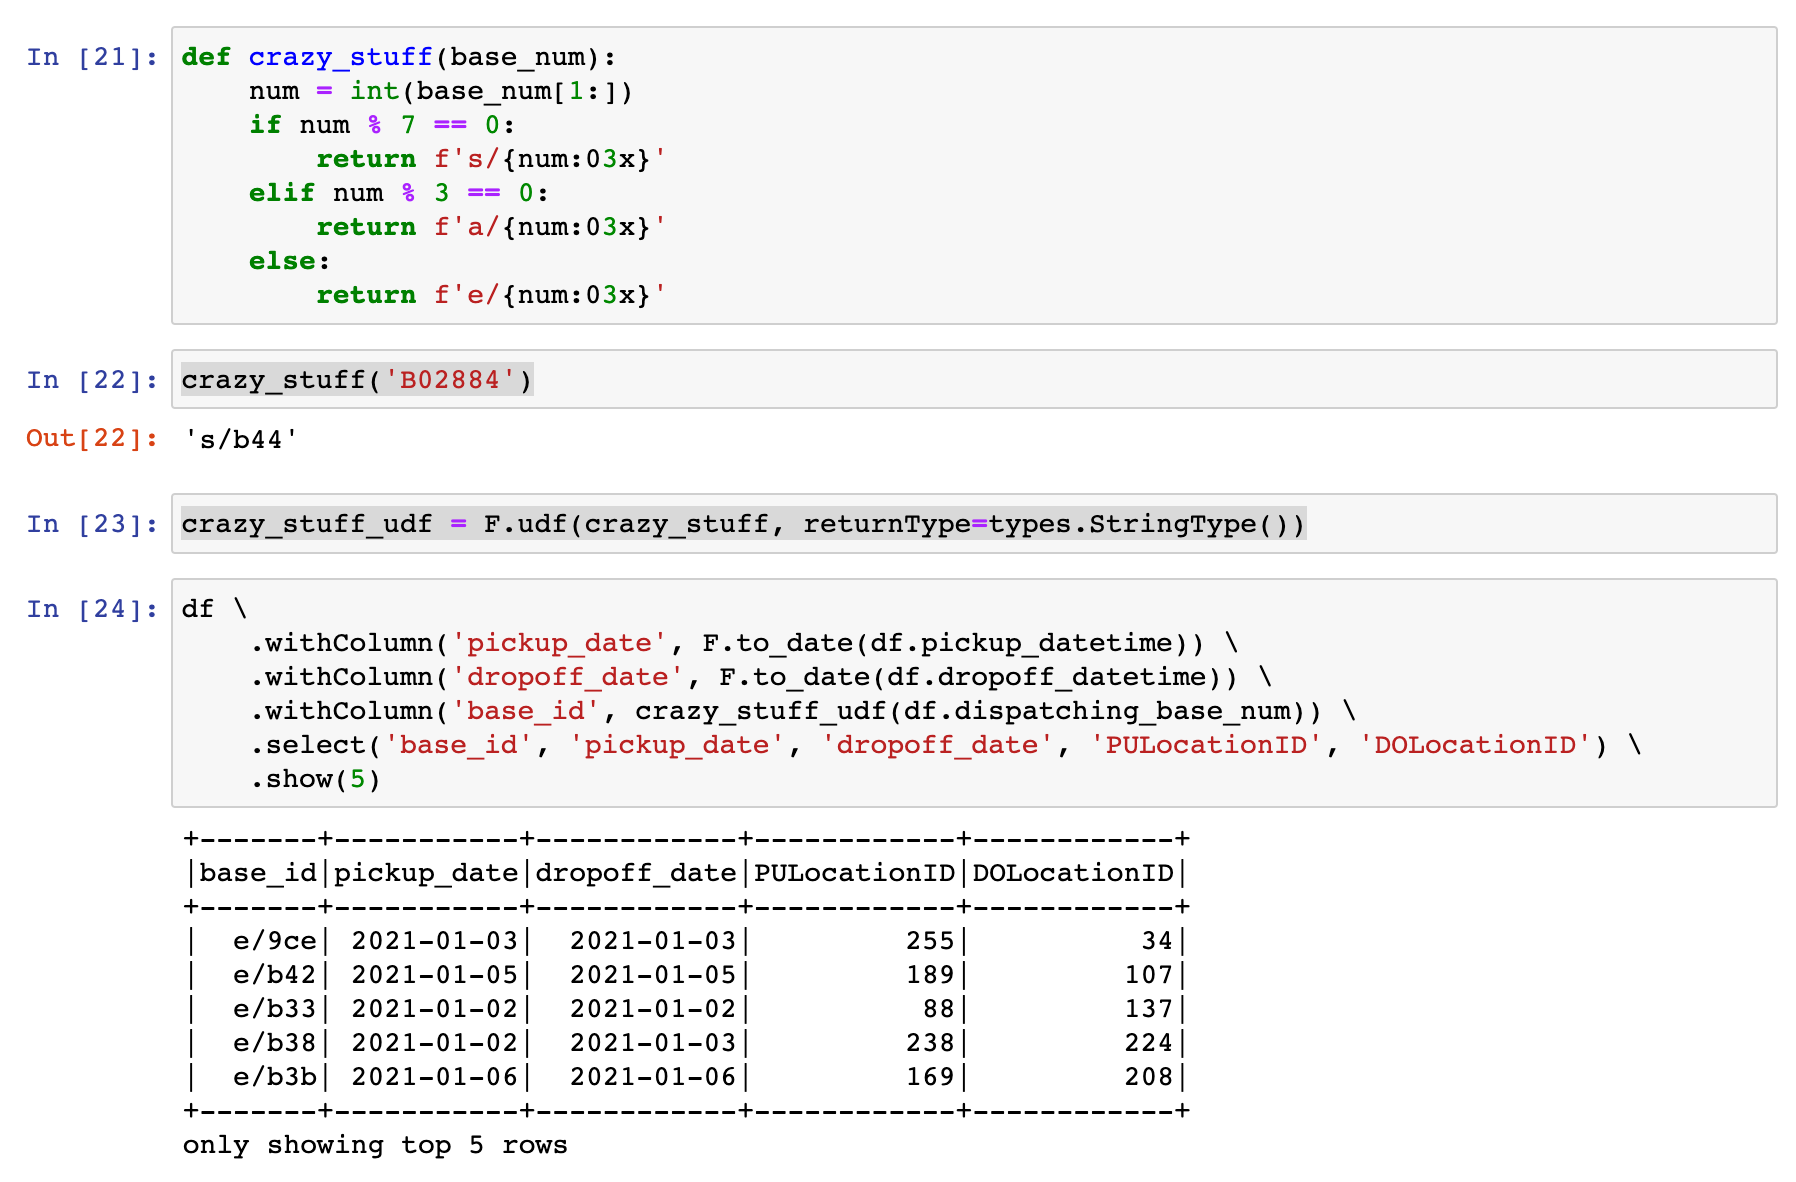 In [21]: def crazy_stuff(base_num):
    num = int(base_num[1:])
    if num % 7 == 0:
        return f's/{num:03x}'
    elif num % 3 == 0:
        return f'a/{num:03x}'
    else:
        return f'e/{num:03x}'
In [22]: crazy_stuff('B02884')
Out[22]: 's/b44'
In [23]: crazy_stuff_udf = F.udf(crazy_stuff, returnType=types.StringType())
In [24]: df \
    .withColumn('pickup_date', F.to_date(df.pickup_datetime)) \
    .withColumn('dropoff_date', F.to_date(df.dropoff_datetime)) \
    .withColumn('base_id', crazy_stuff_udf(df.dispatching_base_num)) \
    .select('base_id', 'pickup_date', 'dropoff_date', 'PULocationID', 'DOLocationID') \
    .show(5)
+-------+-----------+------------+------------+------------+
|base_id|pickup_date|dropoff_date|PULocationID|DOLocationID|
+-------+-----------+------------+------------+------------+
|  e/9ce| 2021-01-03|  2021-01-03|         255|          34|
|  e/b42| 2021-01-05|  2021-01-05|         189|         107|
|  e/b33| 2021-01-02|  2021-01-02|          88|         137|
|  e/b38| 2021-01-02|  2021-01-03|         238|         224|
|  e/b3b| 2021-01-06|  2021-01-06|         169|         208|
+-------+-----------+------------+------------+------------+
only showing top 5 rows